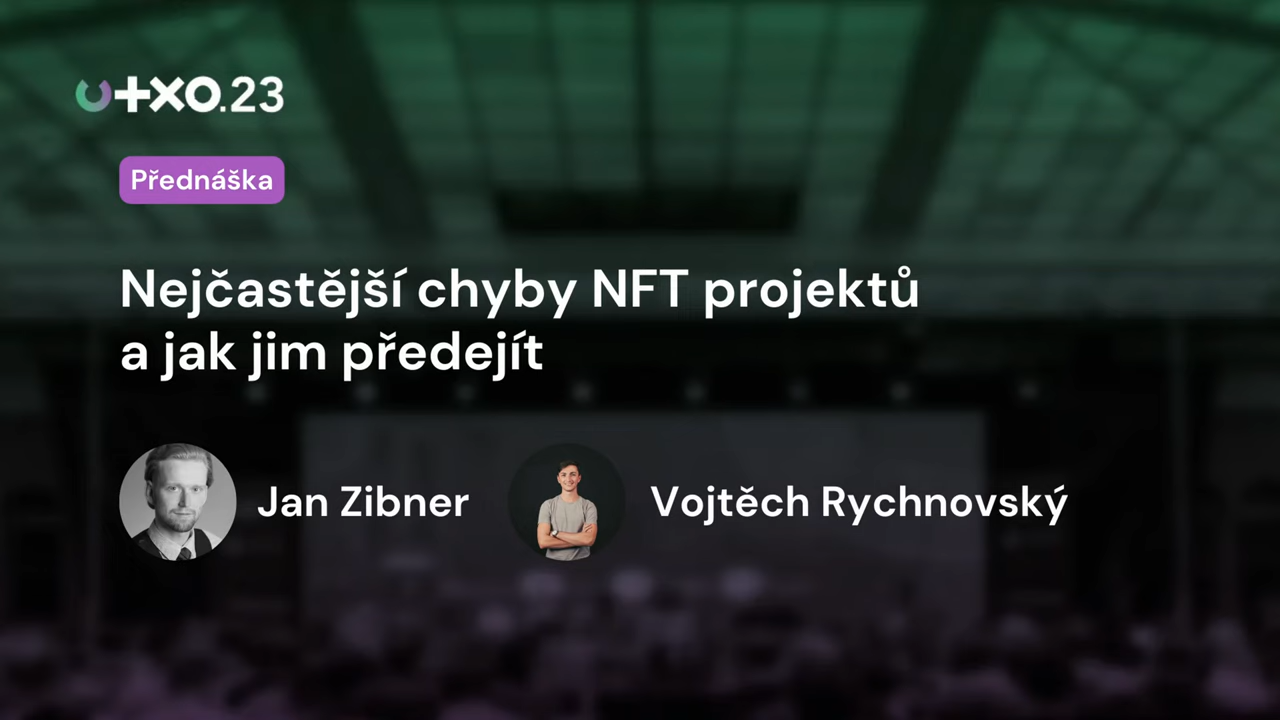 utxo.23
Přednáška
Nejčastější chyby NFT projektů
a jak jim předejít
Jan Zibner
Vojtěch Rychnovský